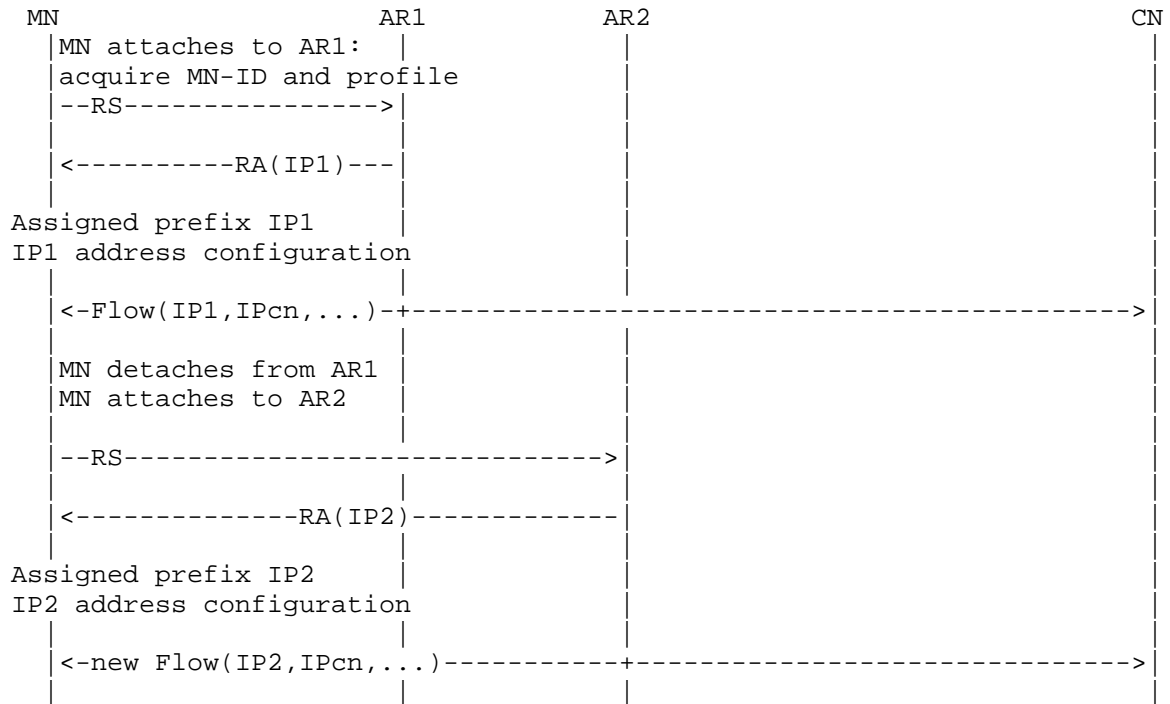 MN AR1 AR2 CN
MN attaches to AR1:
acquire MN-ID and profile
--RS---------------->
<----------RA(IP1)---
Assigned prefix IP1
IP1 address configuration
<-Flow(IP1,IPcn,...)-+---------------------------------------------->
MN detaches from AR1
MN attaches to AR2
--RS------------------------------>
<--------------RA(IP2)-------------
Assigned prefix IP2
IP2 address configuration
<-new Flow(IP2,IPcn,...)-----------+-------------------------------->